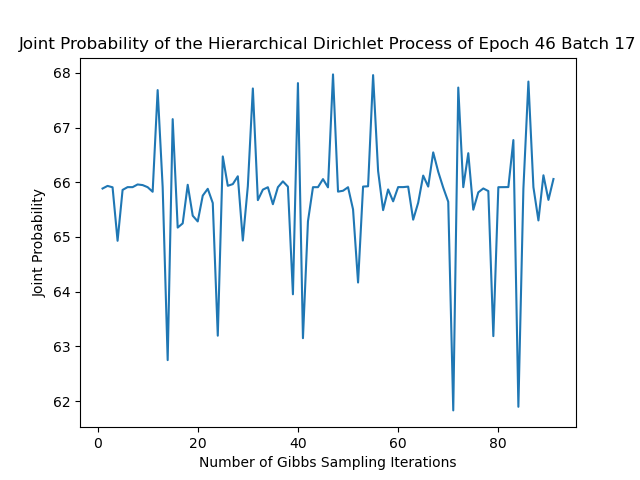 Joint Probability of the Hierarchical Dirichlet Process of Epoch 46 Batch 17
68
67
66
65
64
63
62
Joint Probability
0 20 40 60 80
Number of Gibbs Sampling Iterations